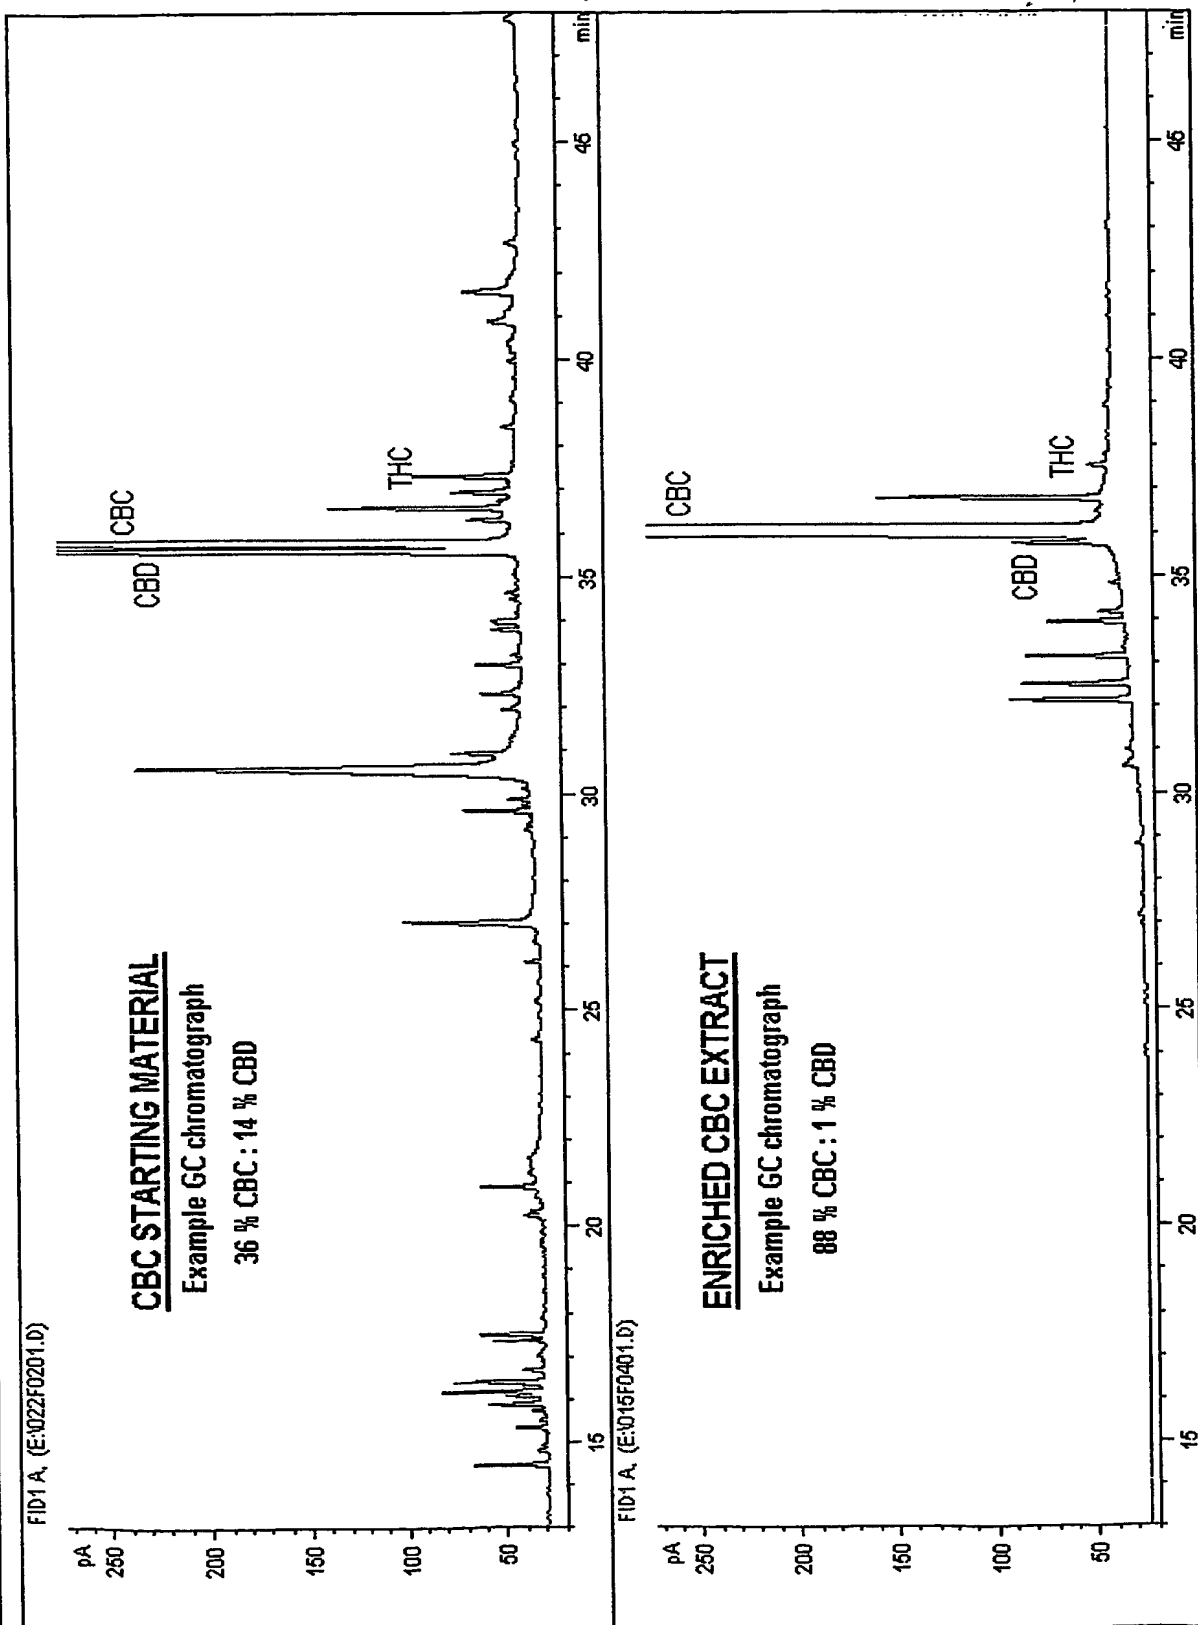 FID1 A, (E:\022F0201.D)
pA
250
200
150
100
50
CBC STARTING MATERIAL
Example GC chromatograph
36 % CBC : 14 % CBD
CBD
CBC
THC
15
20
25
30
35
40
45
min
FID1 A, (E:\015F0401.D)
pA
250
200
150
100
50
ENRICHED CBC EXTRACT
Example GC chromatograph
88 % CBC : 1 % CBD
CBD
CBC
THC
15
20
25
30
35
40
45
min